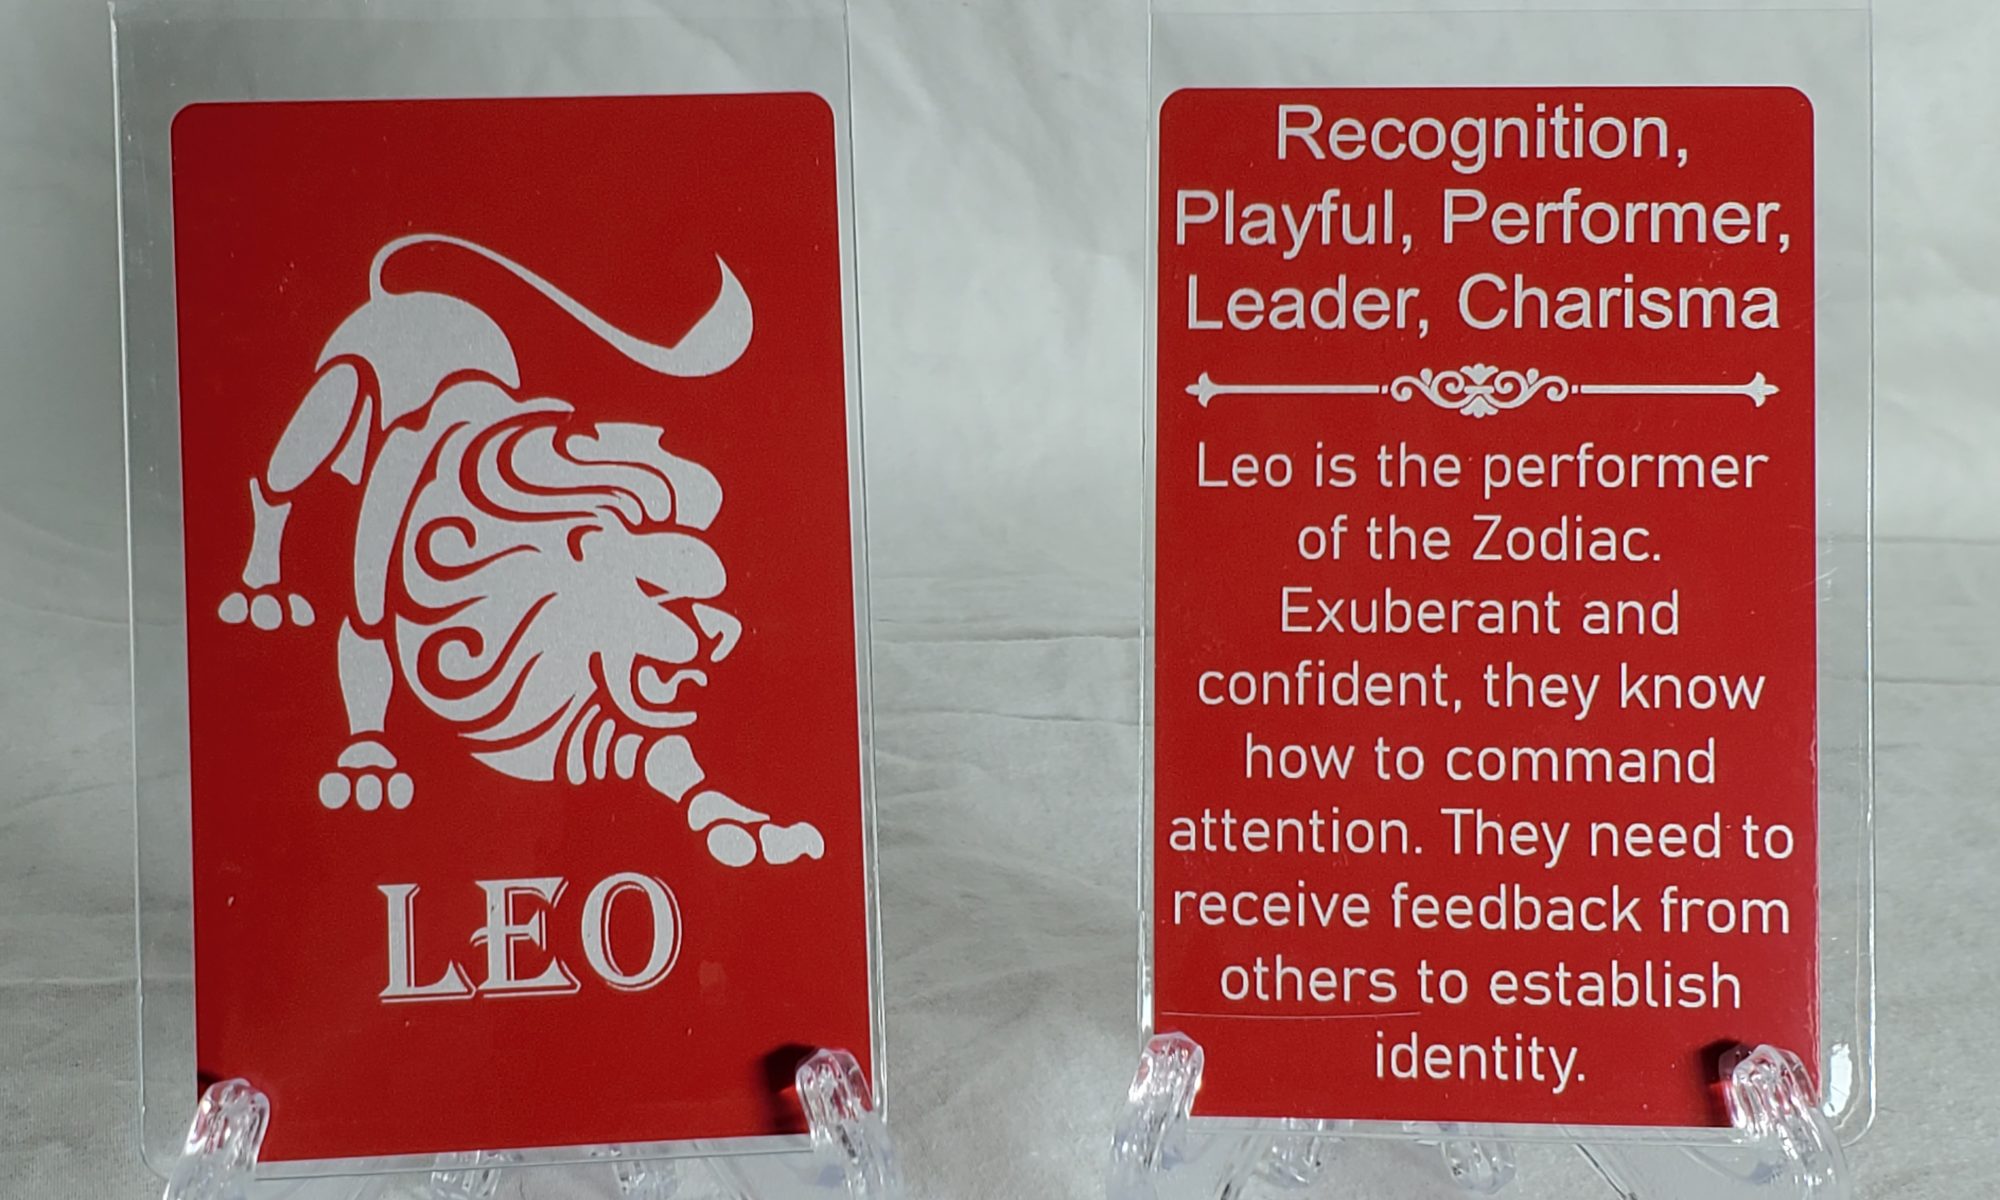 LEO
Recognition,
Playful, Performer,
Leader, Charisma
Leo is the performer
of the Zodiac.
Exuberant and
confident, they know
how to command
attention. They need to
receive feedback from
others to establish
identity.